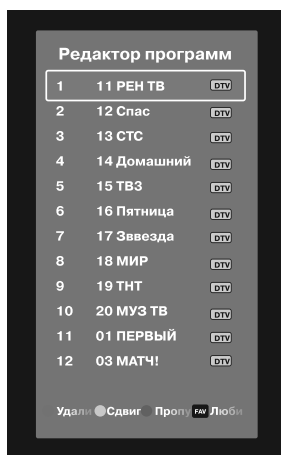 Редактор программ
1 11 РЕН ТВ DTV
2 12 Спас DTV
3 13 СТС DTV
4 14 Домашний DTV
5 15 ТВ3 DTV
6 16 Пятница DTV
7 17 Зввезда DTV
8 18 МИР DTV
9 19 ТНТ DTV
10 20 МУЗ ТВ DTV
11 01 ПЕРВЫЙ DTV
12 03 МАТЧ! DTV
Удали Сдвиг Пропу FAV Люби